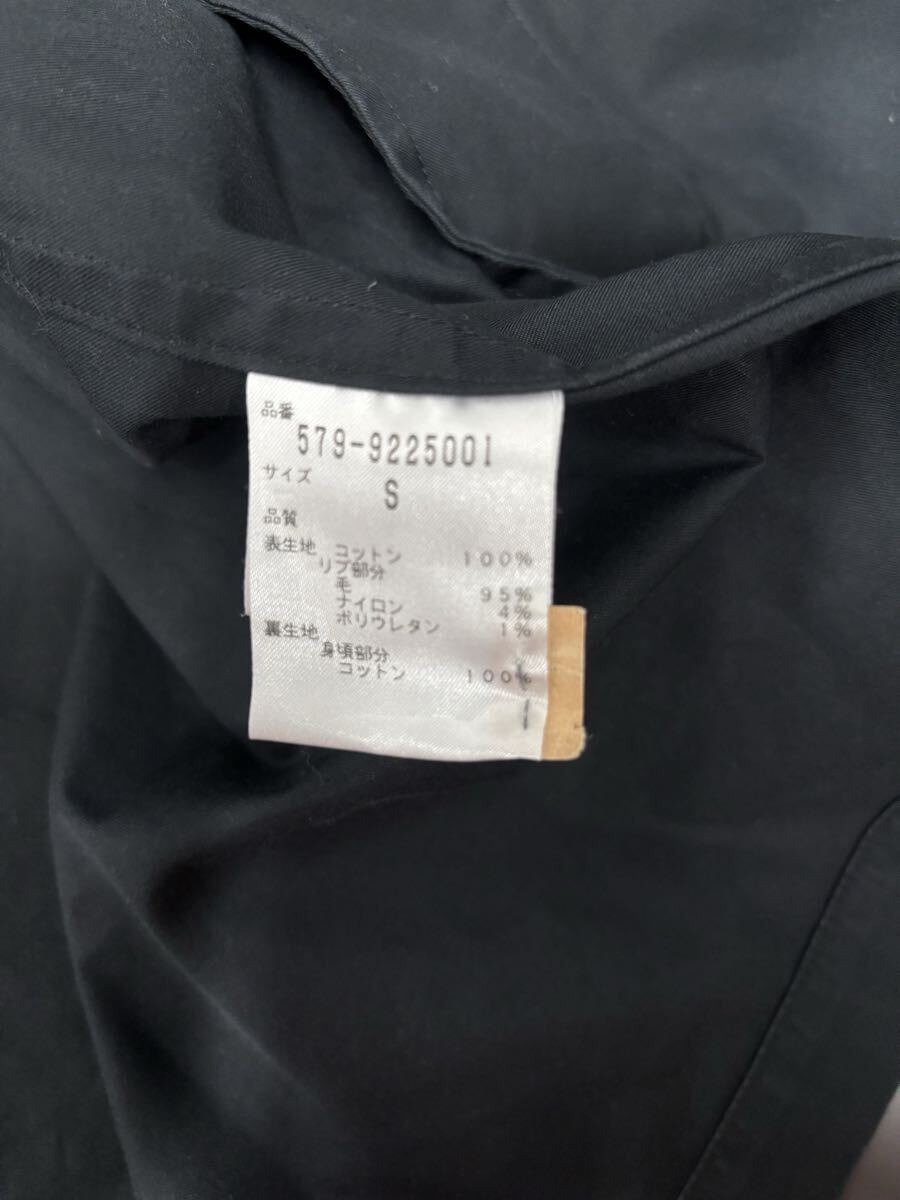 品番
579-9225001
サイズ
S
品質
表生地 コットン 100%
リブ部分
毛 95%
ナイロン 4%
ポリウレタン 1%
裏生地
身頃部分
コットン 100%